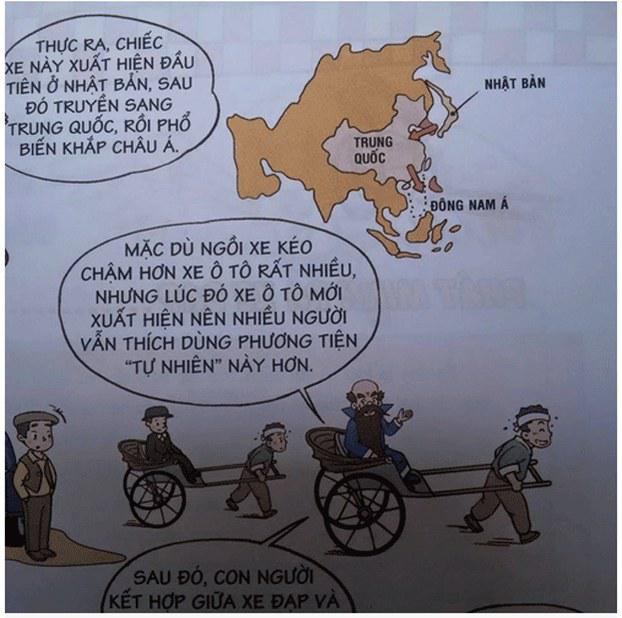 THỰC RA, CHIẾC
XE NÀY XUẤT HIỆN ĐẦU
TIÊN Ở NHẬT BẢN, SAU
ĐÓ TRUYỀN SANG
TRUNG QUỐC, RỒI PHỔ
BIẾN KHẮP CHÂU Á.
NHẬT BẢN
TRUNG
QUỐC
ĐÔNG NAM Á
MẶC DÙ NGỒI XE KÉO
CHẬM HƠN XE Ô TÔ RẤT NHIỀU,
NHƯNG LÚC ĐÓ XE Ô TÔ MỚI
XUẤT HIỆN NÊN NHIỀU NGƯỜI
VẪN THÍCH DÙNG PHƯƠNG TIỆN
“TỰ NHIÊN” NÀY HƠN.
SAU ĐÓ, CON NGƯỜI
KẾT HỢP GIỮA XE ĐẠP VÀ